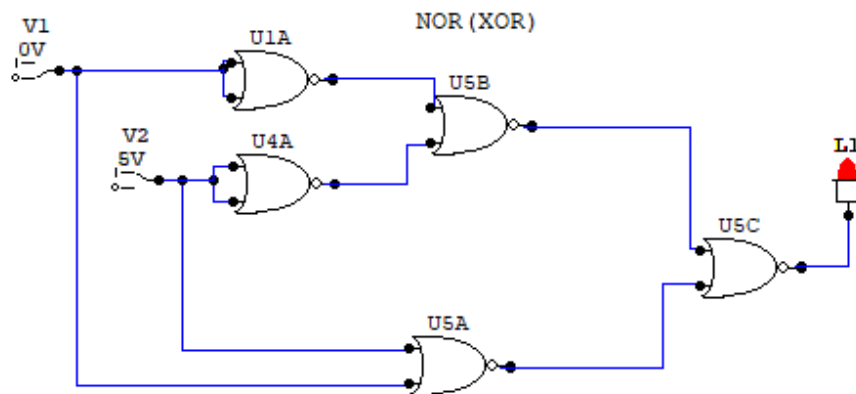 V1
0V
NOR (XOR)
U1A
U5B
V2
5V
U4A
L1
U5C
U5A